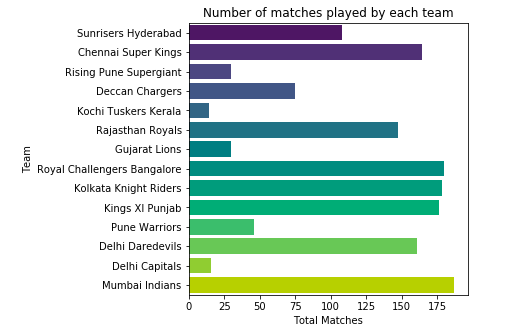 Number of matches played by each team
Team
Sunrisers Hyderabad
Chennai Super Kings
Rising Pune Supergiant
Deccan Chargers
Kochi Tuskers Kerala
Rajasthan Royals
Gujarat Lions
Royal Challengers Bangalore
Kolkata Knight Riders
Kings XI Punjab
Pune Warriors
Delhi Daredevils
Delhi Capitals
Mumbai Indians
0 25 50 75 100 125 150 175
Total Matches